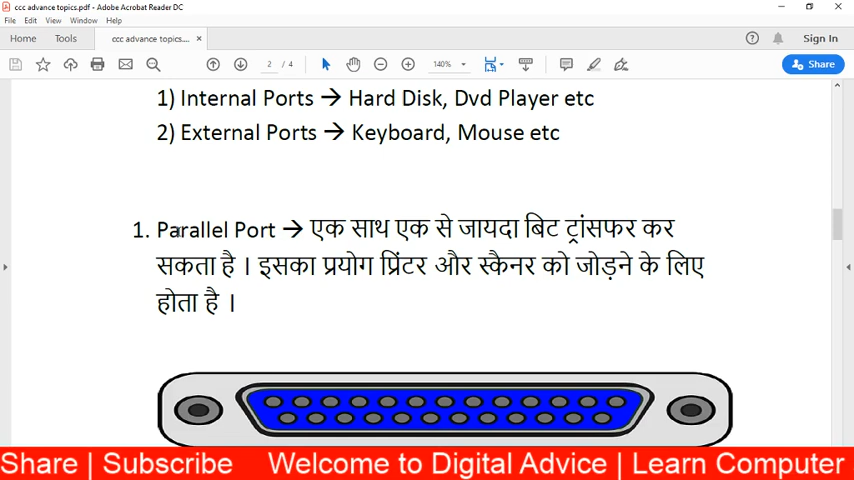 ccc advance topics.pdf - Adobe Acrobat Reader DC
File Edit View Window Help
Home Tools ccc advance topics.... × Sign In
2 / 4 140% Share
1) Internal Ports → Hard Disk, Dvd Player etc
2) External Ports → Keyboard, Mouse etc
1. Parallel Port → एक साथ एक से जायदा बिट ट्रांसफर कर
सकता है । इसका प्रयोग प्रिंटर और स्कैनर को जोड़ने के लिए
होता है ।
Share | Subscribe Welcome to Digital Advice | Learn Computer